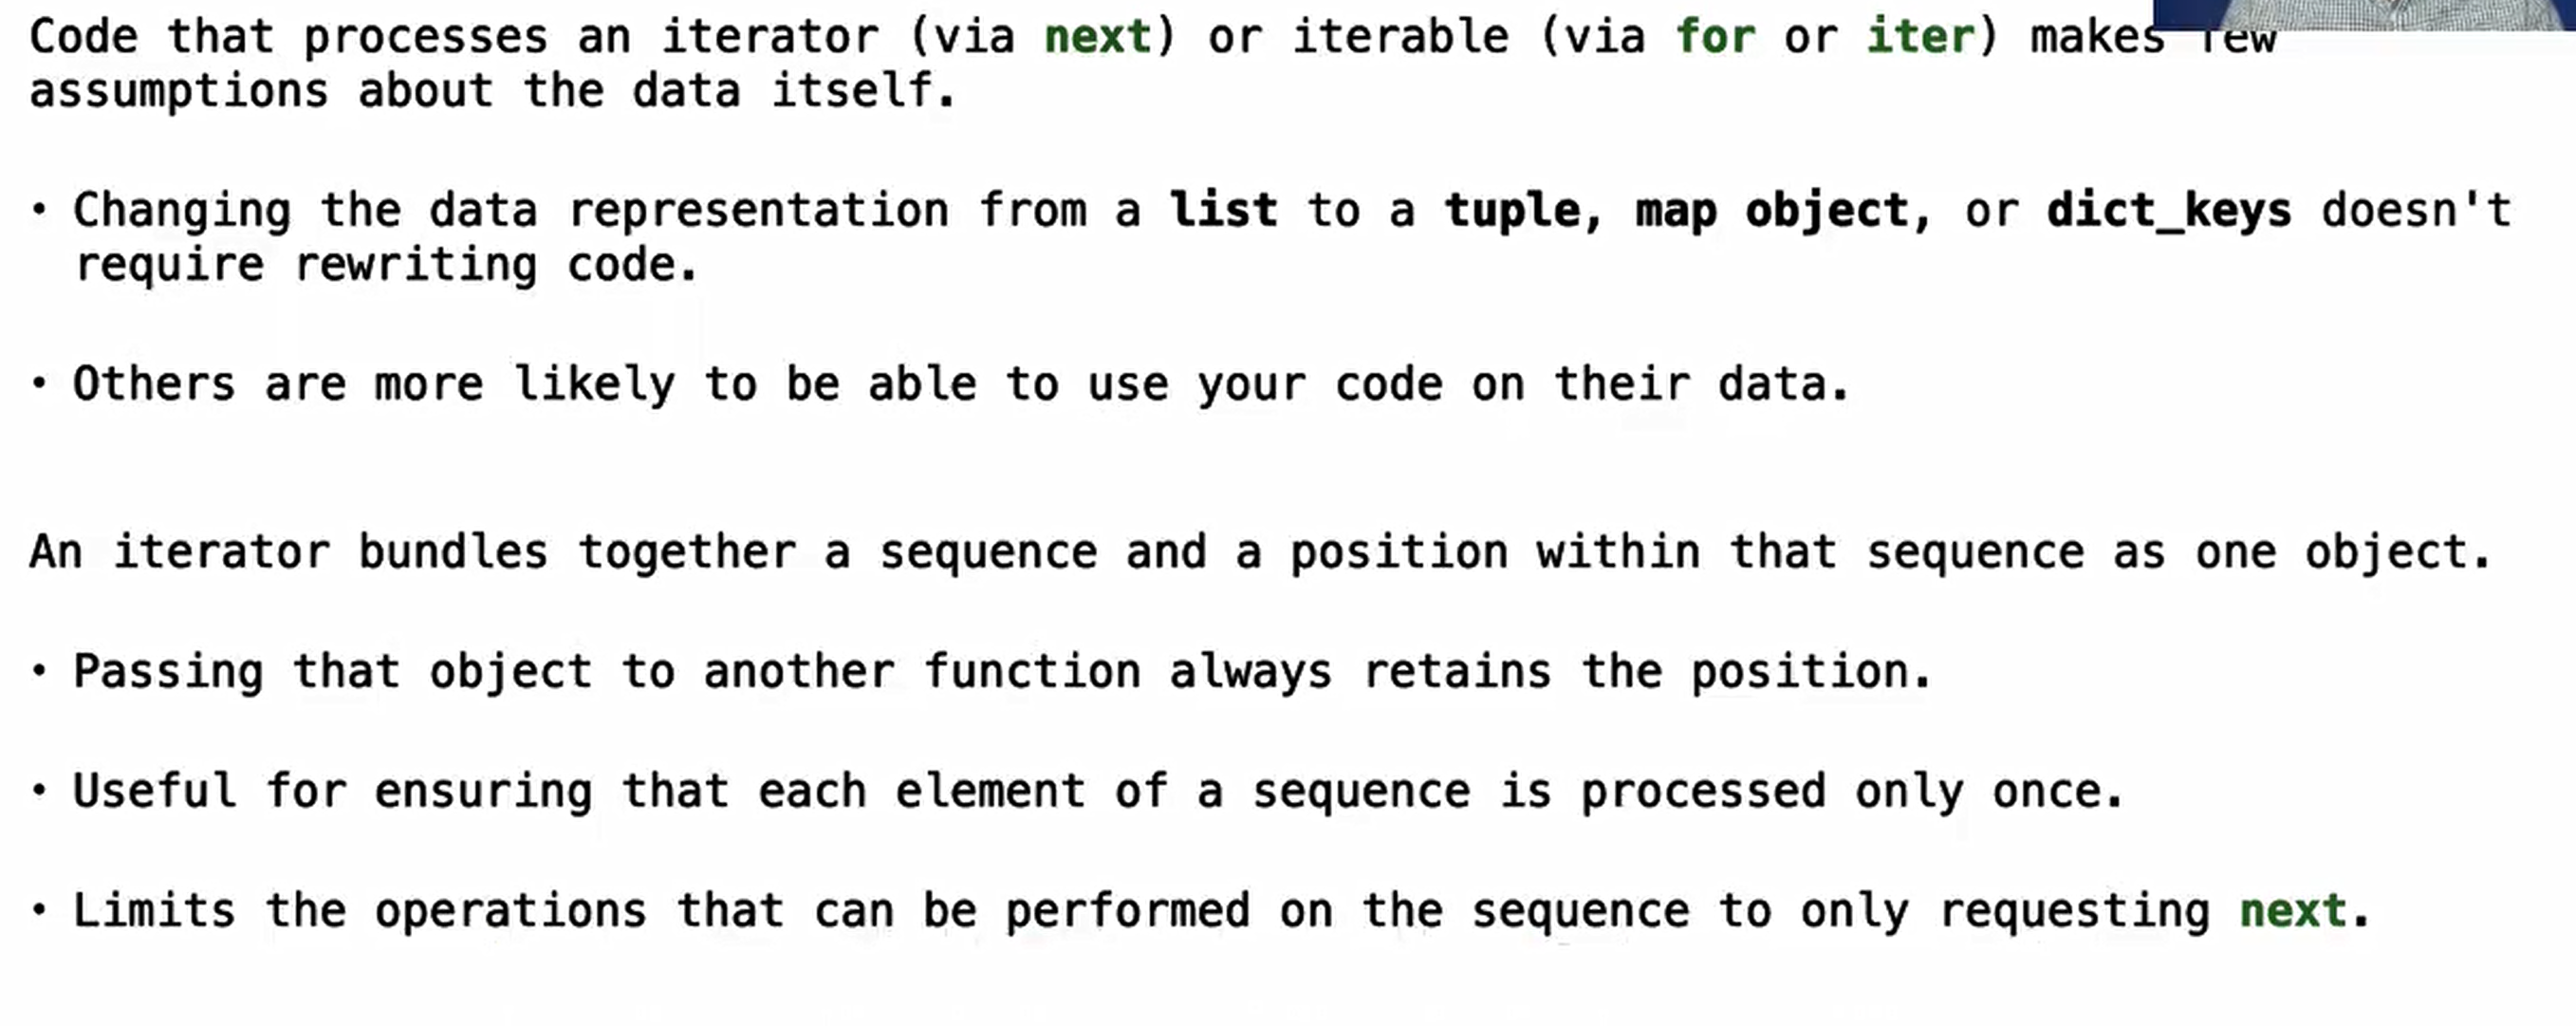 Code that processes an iterator (via next) or iterable (via for or iter) makes few
assumptions about the data itself.
• Changing the data representation from a list to a tuple, map object, or dict_keys doesn't
require rewriting code.
• Others are more likely to be able to use your code on their data.
An iterator bundles together a sequence and a position within that sequence as one object.
• Passing that object to another function always retains the position.
• Useful for ensuring that each element of a sequence is processed only once.
• Limits the operations that can be performed on the sequence to only requesting next.